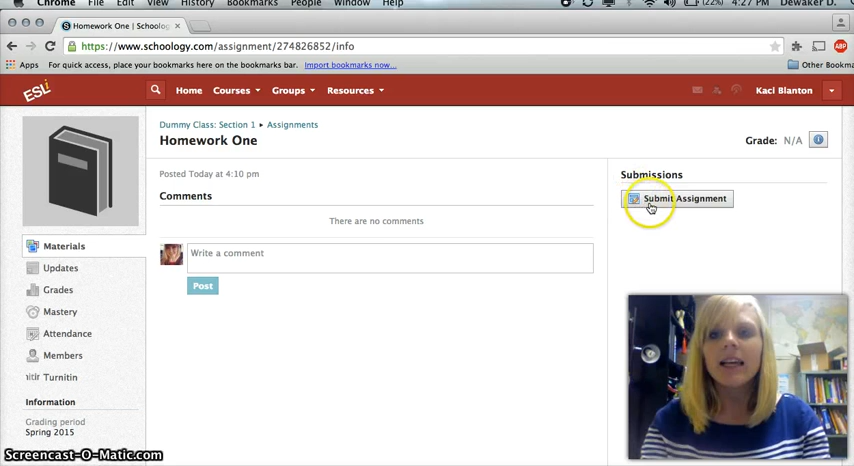 Chrome File Edit View History Bookmarks People Window Help (22%) 4:27 PM Dewaker D.
Homework One | Schoolog ×
https://www.schoology.com/assignment/274826852/info
Apps For quick access, place your bookmarks here on the bookmarks bar. Import bookmarks now... Other Bookma
ESLi Home Courses Groups Resources Kaci Blanton
Dummy Class: Section 1 ▸ Assignments
Homework One
Grade: N/A
Posted Today at 4:10 pm
Submissions
Comments
Submit Assignment
There are no comments
Write a comment
Post
Materials
Updates
Grades
Mastery
Attendance
Members
Turnitin
Information
Grading period
Spring 2015
Screencast-O-Matic.com